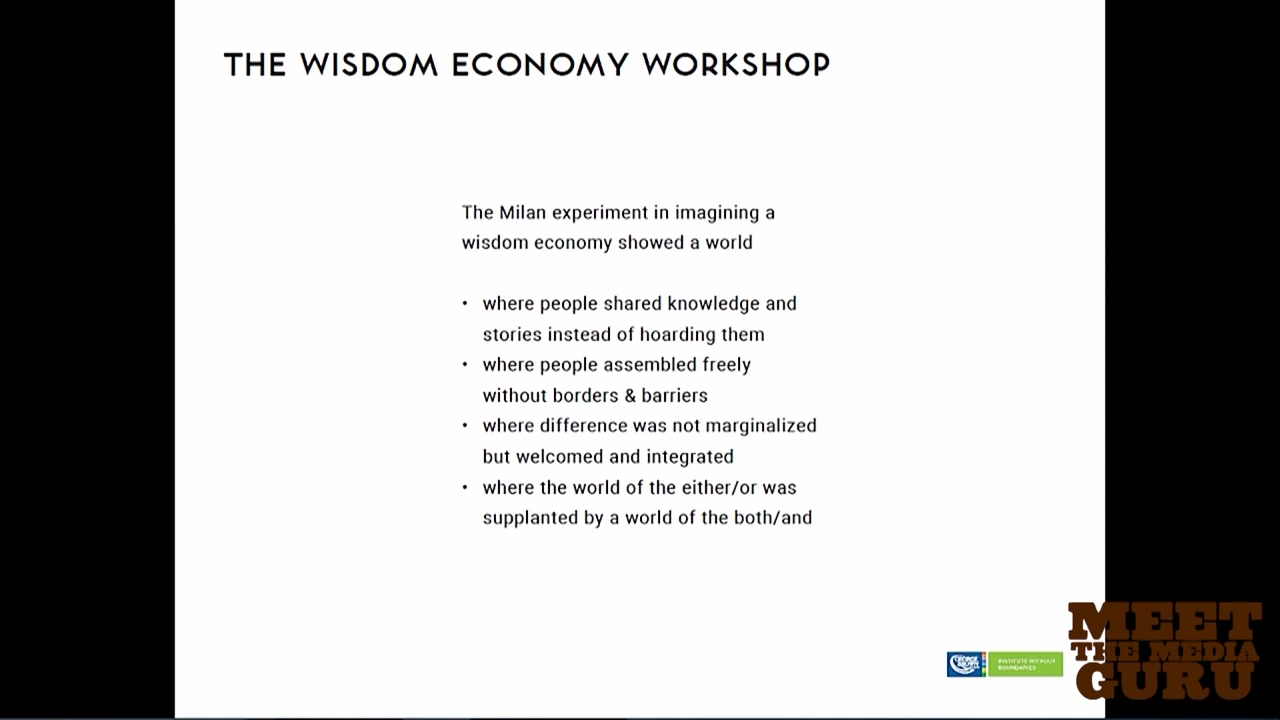 THE WISDOM ECONOMY WORKSHOP
The Milan experiment in imagining a
wisdom economy showed a world
• where people shared knowledge and
stories instead of hoarding them
• where people assembled freely
without borders & barriers
• where difference was not marginalized
but welcomed and integrated
• where the world of the either/or was
supplanted by a world of the both/and
GEORGE
BROWN
INSTITUTE WITHOUT
BOUNDARIES
MEET
THE MEDIA
GURU